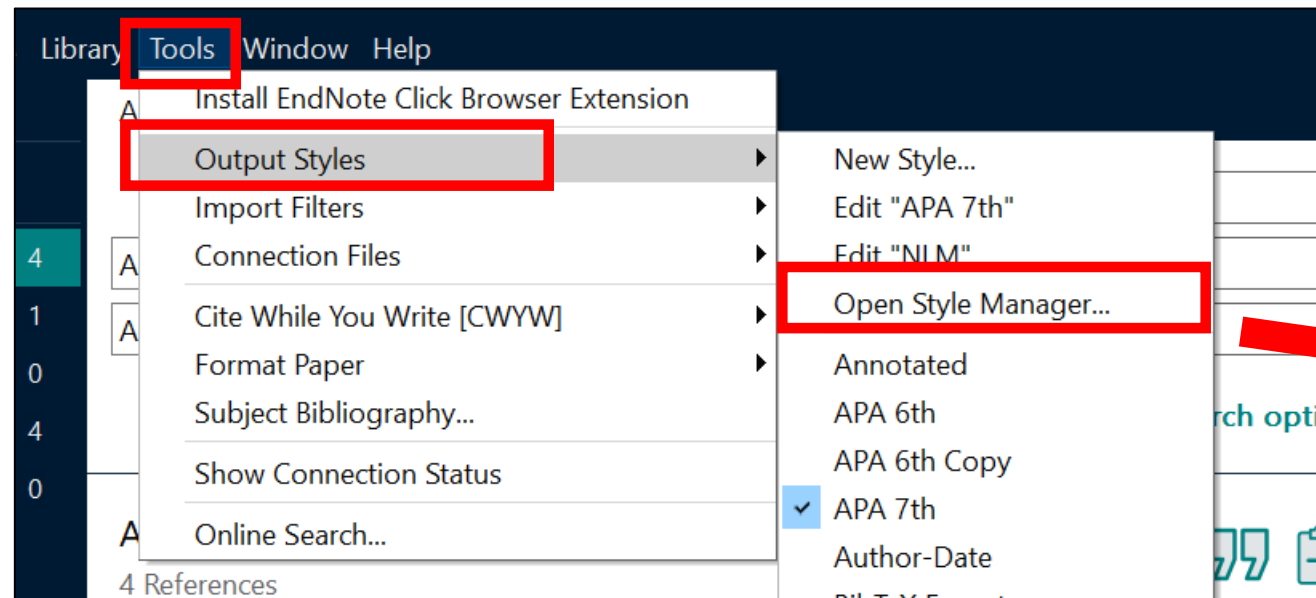 Library Tools Window Help
A
Install EndNote Click Browser Extension
Output Styles
Import Filters
Connection Files
Cite While You Write [CWYW]
Format Paper
Subject Bibliography...
Show Connection Status
Online Search...
New Style...
Edit "APA 7th"
Edit "NLM"
Open Style Manager...
Annotated
APA 6th
APA 6th Copy
APA 7th
Author-Date
4
1
0
4
0
A
A
A
4 References
rch opti